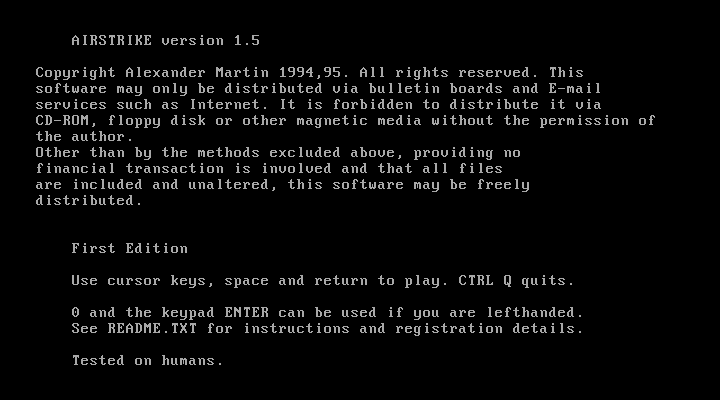 AIRSTRIKE version 1.5
Copyright Alexander Martin 1994,95. All rights reserved. This
software may only be distributed via bulletin boards and E-mail
services such as Internet. It is forbidden to distribute it via
CD-ROM, floppy disk or other magnetic media without the permission of
the author.
Other than by the methods excluded above, providing no
financial transaction is involved and that all files
are included and unaltered, this software may be freely
distributed.
First Edition
Use cursor keys, space and return to play. CTRL Q quits.
0 and the keypad ENTER can be used if you are lefthanded.
See README.TXT for instructions and registration details.
Tested on humans.